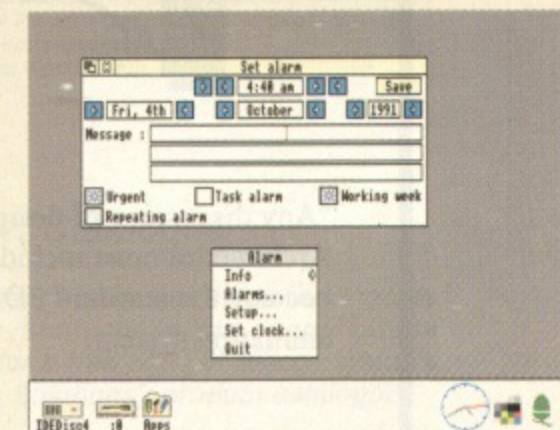 Set alarm
4:40 am Save
Fri, 4th October 1991
Message :
Urgent Task alarm Working week
Repeating alarm
Alarm
Info
Alarms...
Setup...
Set clock...
Quit
IDEDisc4 :0 Apps